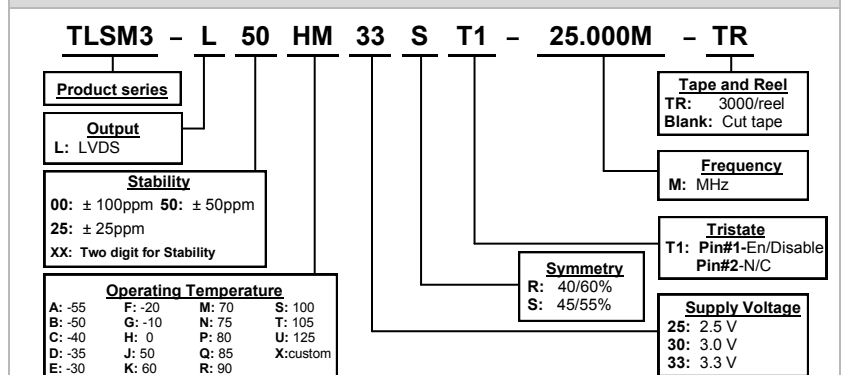 TLSM3 – L 50 HM 33 S T1 – 25.000M – TR
Product series
Output
L: LVDS
Stability
00: ± 100ppm 50: ± 50ppm
25: ± 25ppm
XX: Two digit for Stability
Operating Temperature
A: -55 F: -20 M: 70 S: 100
B: -50 G: -10 N: 75 T: 105
C: -40 H: 0 P: 80 U: 125
D: -35 J: 50 Q: 85 X:custom
E: -30 K: 60 R: 90
Symmetry
R: 40/60%
S: 45/55%
Tape and Reel
TR: 3000/reel
Blank: Cut tape
Frequency
M: MHz
Tristate
T1: Pin#1-En/Disable
Pin#2-N/C
Supply Voltage
25: 2.5 V
30: 3.0 V
33: 3.3 V